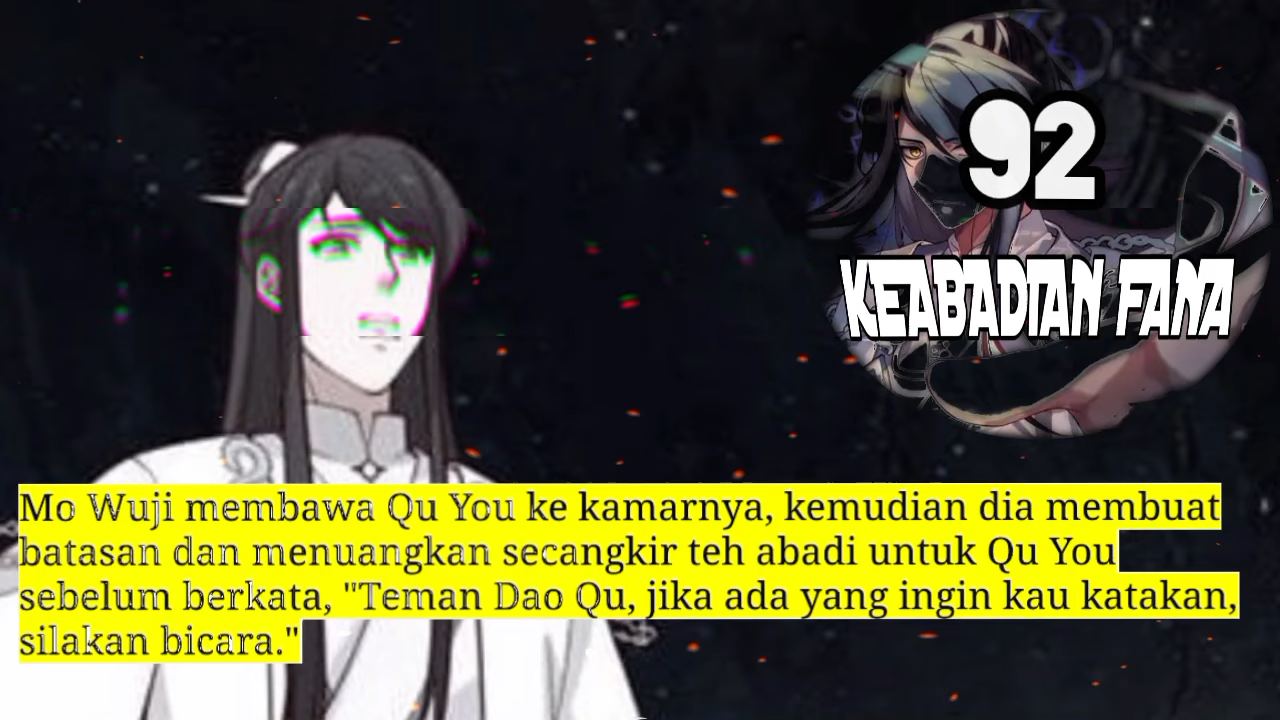 92
KEABADIAN FANA
Mo Wuji membawa Qu You ke kamarnya, kemudian dia membuat
batasan dan menuangkan secangkir teh abadi untuk Qu You
sebelum berkata, "Teman Dao Qu, jika ada yang ingin kau katakan,
silakan bicara."